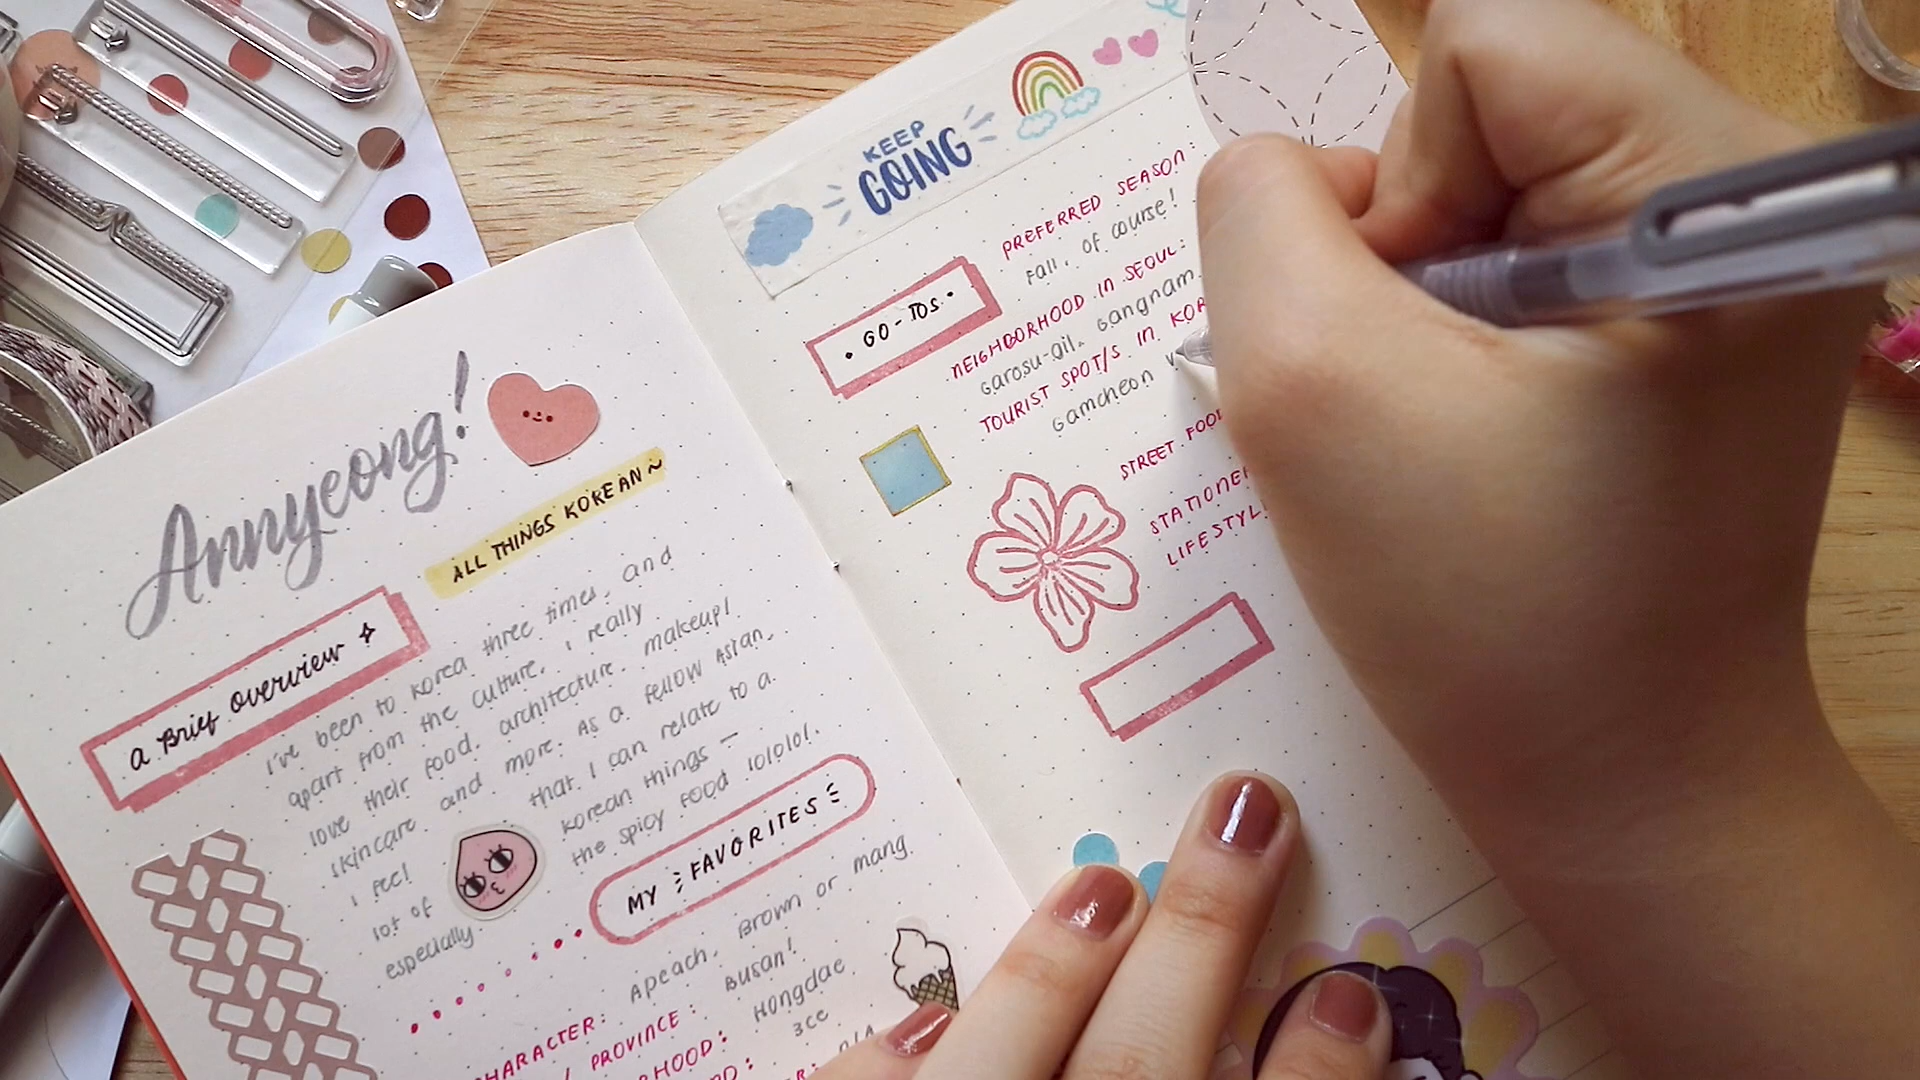 Annyeong!
ALL THINGS KOREAN ~
a Brief overview
I've been to Korea three times, and
apart from the culture, I really
love their food, architecture, makeup!
skincare and more. As a fellow Asian,
I feel that I can relate to a
lot of Korean things —
especially the spicy food lololol.
MY FAVORITES
CHARACTER: Apeach, Brown or mang
/ PROVINCE: Busan!
Hongdae
3CE
KEEP
GOING
• GO-TOS •
PREFERRED SEASON:
Fall, of course!
NEIGHBORHOOD IN SEOUL:
Garosu-gil, Gangnam
TOURIST SPOT/S IN KOR
Gamcheon
STREET FOOD
STATIONE
LIFESTYL